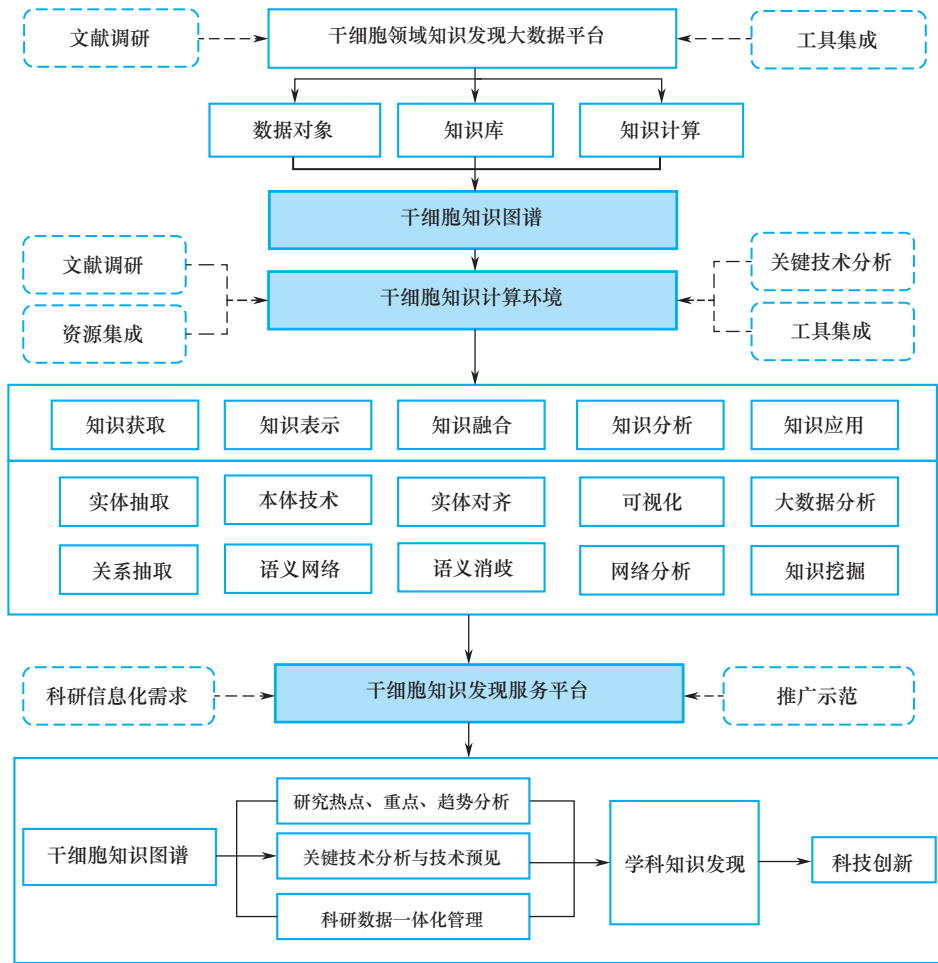 文献调研
干细胞领域知识发现大数据平台
工具集成
数据对象
知识库
知识计算
干细胞知识图谱
文献调研
资源集成
干细胞知识计算环境
关键技术分析
工具集成
知识获取
知识表示
知识融合
知识分析
知识应用
实体抽取
本体技术
实体对齐
可视化
大数据分析
关系抽取
语义网络
语义消歧
网络分析
知识挖掘
科研信息化需求
干细胞知识发现服务平台
推广示范
干细胞知识图谱
研究热点、重点、趋势分析
关键技术分析与技术预见
科研数据一体化管理
学科知识发现
科技创新